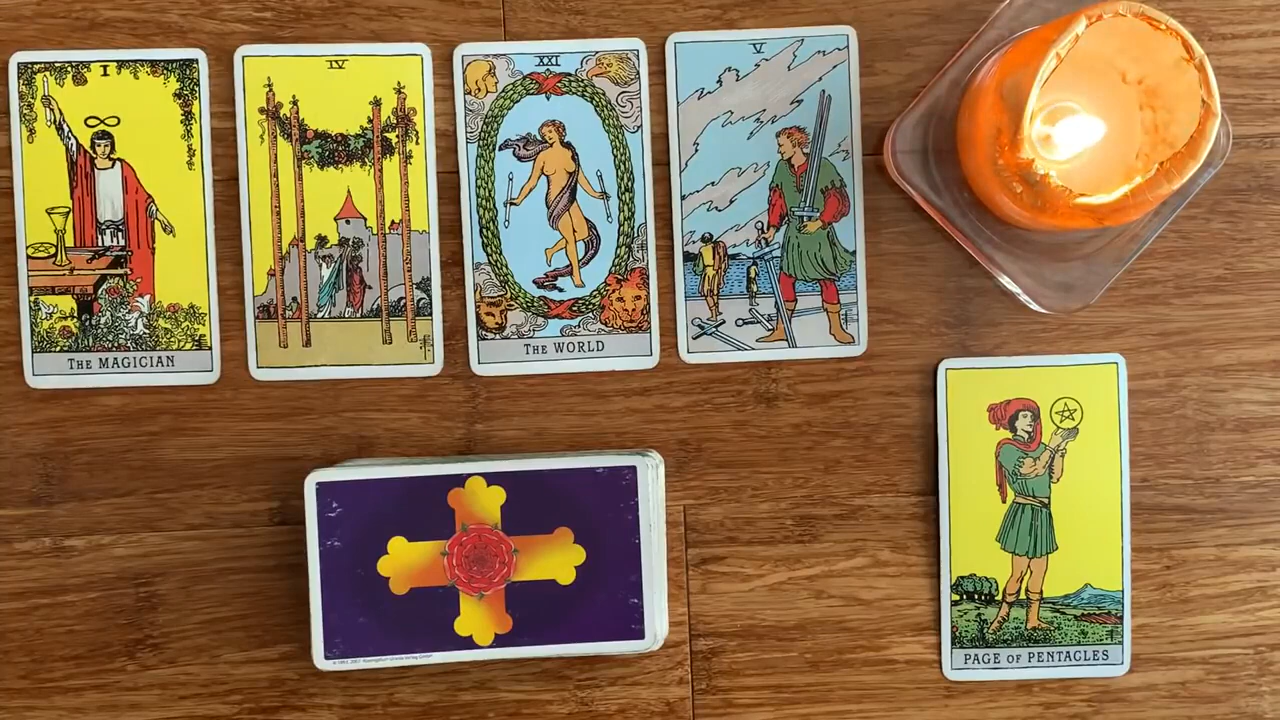 I
IV
XXI
V
THE MAGICIAN
THE WORLD
PAGE OF PENTACLES